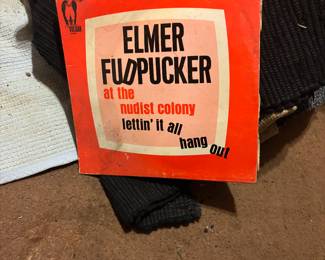 ELMER
FUDPUCKER
at the
nudist colony
lettin' it all
hang out